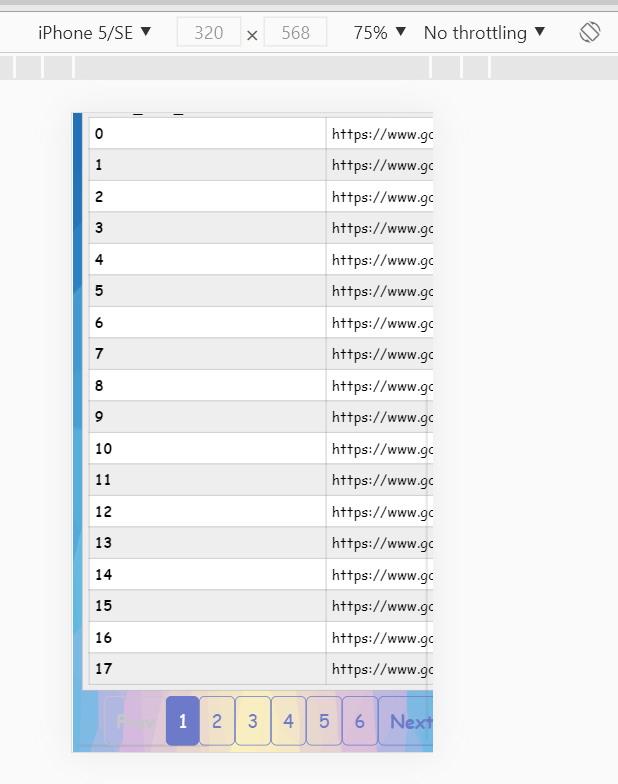 iPhone 5/SE ▼ 320 × 568 75% ▼ No throttling ▼
0 https://www.go
1 https://www.go
2 https://www.go
3 https://www.go
4 https://www.go
5 https://www.go
6 https://www.go
7 https://www.go
8 https://www.go
9 https://www.go
10 https://www.go
11 https://www.go
12 https://www.go
13 https://www.go
14 https://www.go
15 https://www.go
16 https://www.go
17 https://www.go
Prev 1 2 3 4 5 6 Next